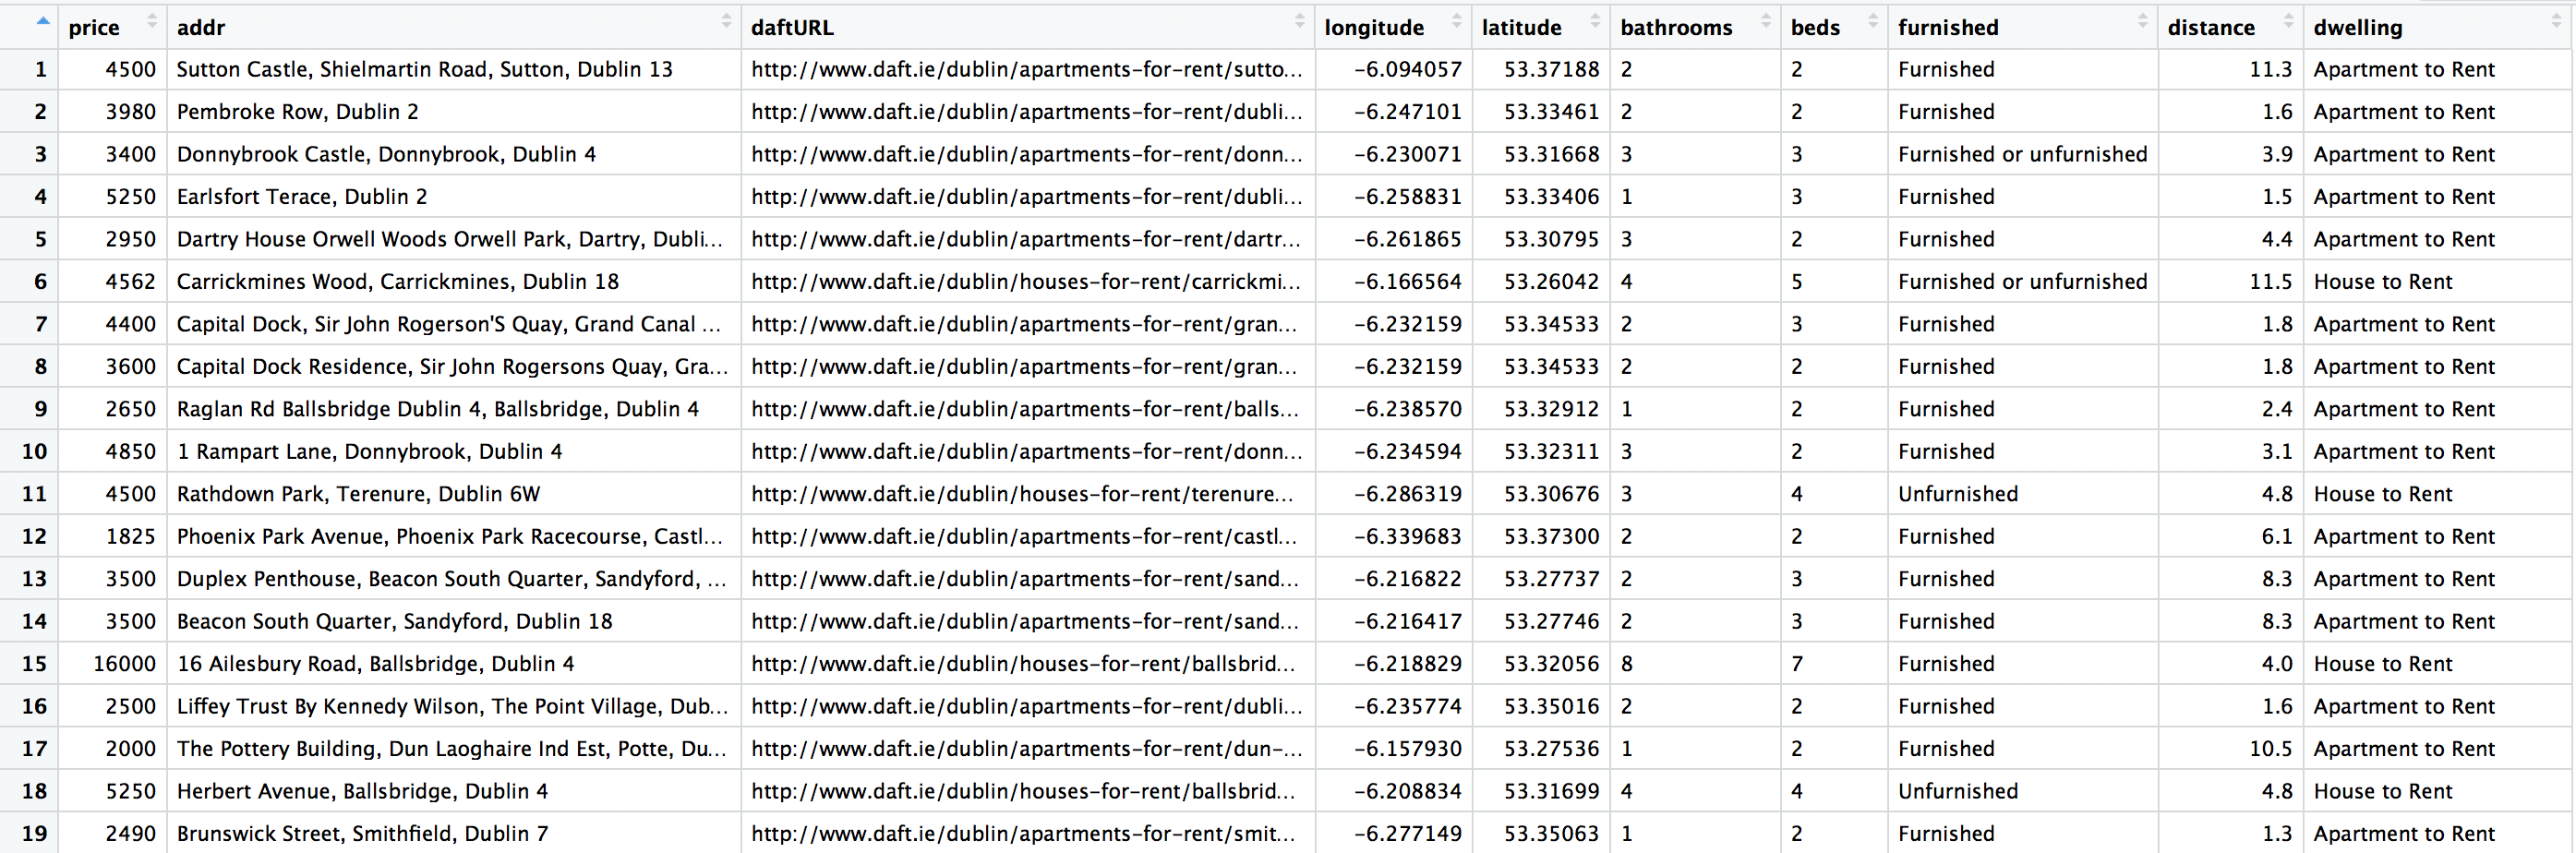 price addr daftURL longitude latitude bathrooms beds furnished distance dwelling
1 4500 Sutton Castle, Shielmartin Road, Sutton, Dublin 13 http://www.daft.ie/dublin/apartments-for-rent/sutto... -6.094057 53.37188 2 2 Furnished 11.3 Apartment to Rent
2 3980 Pembroke Row, Dublin 2 http://www.daft.ie/dublin/apartments-for-rent/dubli... -6.247101 53.33461 2 2 Furnished 1.6 Apartment to Rent
3 3400 Donnybrook Castle, Donnybrook, Dublin 4 http://www.daft.ie/dublin/apartments-for-rent/donn... -6.230071 53.31668 3 3 Furnished or unfurnished 3.9 Apartment to Rent
4 5250 Earlsfort Terace, Dublin 2 http://www.daft.ie/dublin/apartments-for-rent/dubli... -6.258831 53.33406 1 3 Furnished 1.5 Apartment to Rent
5 2950 Dartry House Orwell Woods Orwell Park, Dartry, Dubli... http://www.daft.ie/dublin/apartments-for-rent/dartr... -6.261865 53.30795 3 2 Furnished 4.4 Apartment to Rent
6 4562 Carrickmines Wood, Carrickmines, Dublin 18 http://www.daft.ie/dublin/houses-for-rent/carrickmi... -6.166564 53.26042 4 5 Furnished or unfurnished 11.5 House to Rent
7 4400 Capital Dock, Sir John Rogerson'S Quay, Grand Canal ... http://www.daft.ie/dublin/apartments-for-rent/gran... -6.232159 53.34533 2 3 Furnished 1.8 Apartment to Rent
8 3600 Capital Dock Residence, Sir John Rogersons Quay, Gra... http://www.daft.ie/dublin/apartments-for-rent/gran... -6.232159 53.34533 2 2 Furnished 1.8 Apartment to Rent
9 2650 Raglan Rd Ballsbridge Dublin 4, Ballsbridge, Dublin 4 http://www.daft.ie/dublin/apartments-for-rent/balls... -6.238570 53.32912 1 2 Furnished 2.4 Apartment to Rent
10 4850 1 Rampart Lane, Donnybrook, Dublin 4 http://www.daft.ie/dublin/apartments-for-rent/donn... -6.234594 53.32311 3 2 Furnished 3.1 Apartment to Rent
11 4500 Rathdown Park, Terenure, Dublin 6W http://www.daft.ie/dublin/houses-for-rent/terenure... -6.286319 53.30676 3 4 Unfurnished 4.8 House to Rent
12 1825 Phoenix Park Avenue, Phoenix Park Racecourse, Castl... http://www.daft.ie/dublin/apartments-for-rent/castl... -6.339683 53.37300 2 2 Furnished 6.1 Apartment to Rent
13 3500 Duplex Penthouse, Beacon South Quarter, Sandyford, ... http://www.daft.ie/dublin/apartments-for-rent/sand... -6.216822 53.27737 2 3 Furnished 8.3 Apartment to Rent
14 3500 Beacon South Quarter, Sandyford, Dublin 18 http://www.daft.ie/dublin/apartments-for-rent/sand... -6.216417 53.27746 2 3 Furnished 8.3 Apartment to Rent
15 16000 16 Ailesbury Road, Ballsbridge, Dublin 4 http://www.daft.ie/dublin/houses-for-rent/ballsbrid... -6.218829 53.32056 8 7 Furnished 4.0 House to Rent
16 2500 Liffey Trust By Kennedy Wilson, The Point Village, Dub... http://www.daft.ie/dublin/apartments-for-rent/dubli... -6.235774 53.35016 2 2 Furnished 1.6 Apartment to Rent
17 2000 The Pottery Building, Dun Laoghaire Ind Est, Potte, Du... http://www.daft.ie/dublin/apartments-for-rent/dun-... -6.157930 53.27536 1 2 Furnished 10.5 Apartment to Rent
18 5250 Herbert Avenue, Ballsbridge, Dublin 4 http://www.daft.ie/dublin/houses-for-rent/ballsbrid... -6.208834 53.31699 4 4 Unfurnished 4.8 House to Rent
19 2490 Brunswick Street, Smithfield, Dublin 7 http://www.daft.ie/dublin/apartments-for-rent/smit... -6.277149 53.35063 1 2 Furnished 1.3 Apartment to Rent